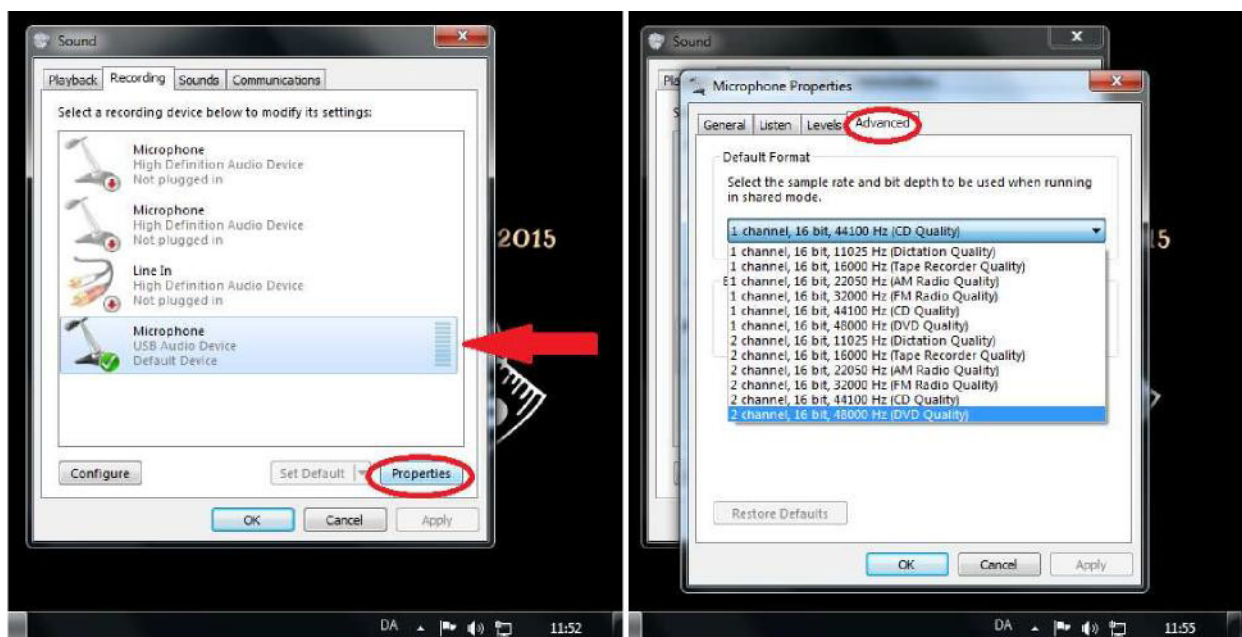 Sound
Playback Recording Sounds Communications
Select a recording device below to modify its settings:
Microphone
High Definition Audio Device
Not plugged in
Microphone
High Definition Audio Device
Not plugged in
Line In
High Definition Audio Device
Not plugged in
Microphone
USB Audio Device
Default Device
Configure Set Default Properties
OK Cancel Apply
2015
DA 11:52
Sound
Microphone Properties
General Listen Levels Advanced
Default Format
Select the sample rate and bit depth to be used when running
in shared mode.
1 channel, 16 bit, 44100 Hz (CD Quality)
1 channel, 16 bit, 11025 Hz (Dictation Quality)
1 channel, 16 bit, 16000 Hz (Tape Recorder Quality)
1 channel, 16 bit, 22050 Hz (AM Radio Quality)
1 channel, 16 bit, 32000 Hz (FM Radio Quality)
1 channel, 16 bit, 44100 Hz (CD Quality)
1 channel, 16 bit, 48000 Hz (DVD Quality)
2 channel, 16 bit, 11025 Hz (Dictation Quality)
2 channel, 16 bit, 16000 Hz (Tape Recorder Quality)
2 channel, 16 bit, 22050 Hz (AM Radio Quality)
2 channel, 16 bit, 32000 Hz (FM Radio Quality)
2 channel, 16 bit, 44100 Hz (CD Quality)
2 channel, 16 bit, 48000 Hz (DVD Quality)
Restore Defaults
OK Cancel Apply
15
DA 11:55